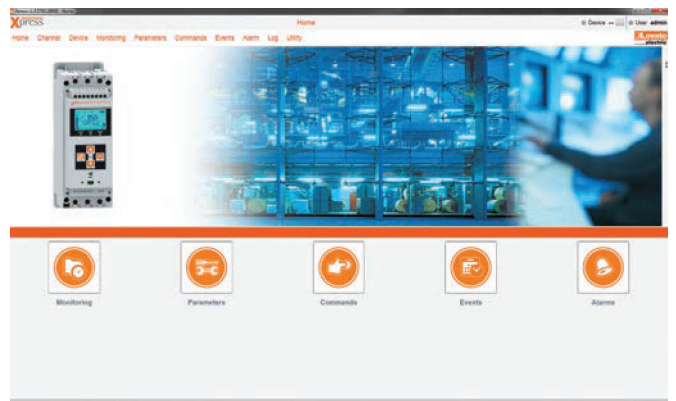 Xpress
Home
Device
User admin
Home Channel Device Monitoring Parameters Commands Events Alarm Log Utility
Lovato
electric
Monitoring
Parameters
Commands
Events
Alarms